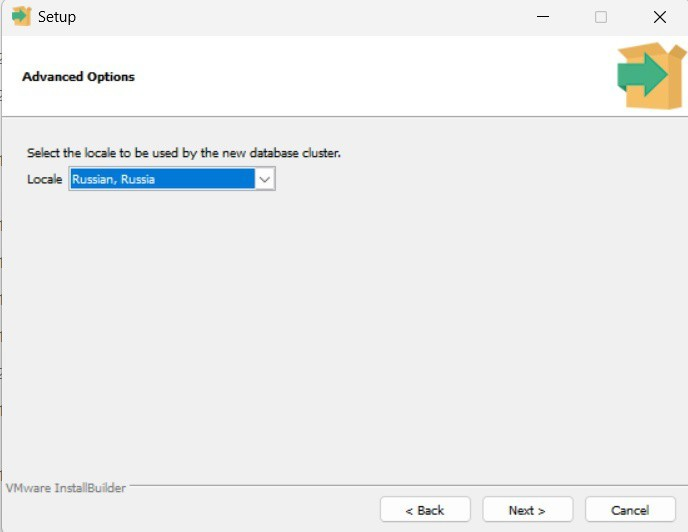 Setup
Advanced Options
Select the locale to be used by the new database cluster.
Locale Russian, Russia
VMware InstallBuilder
< Back Next > Cancel